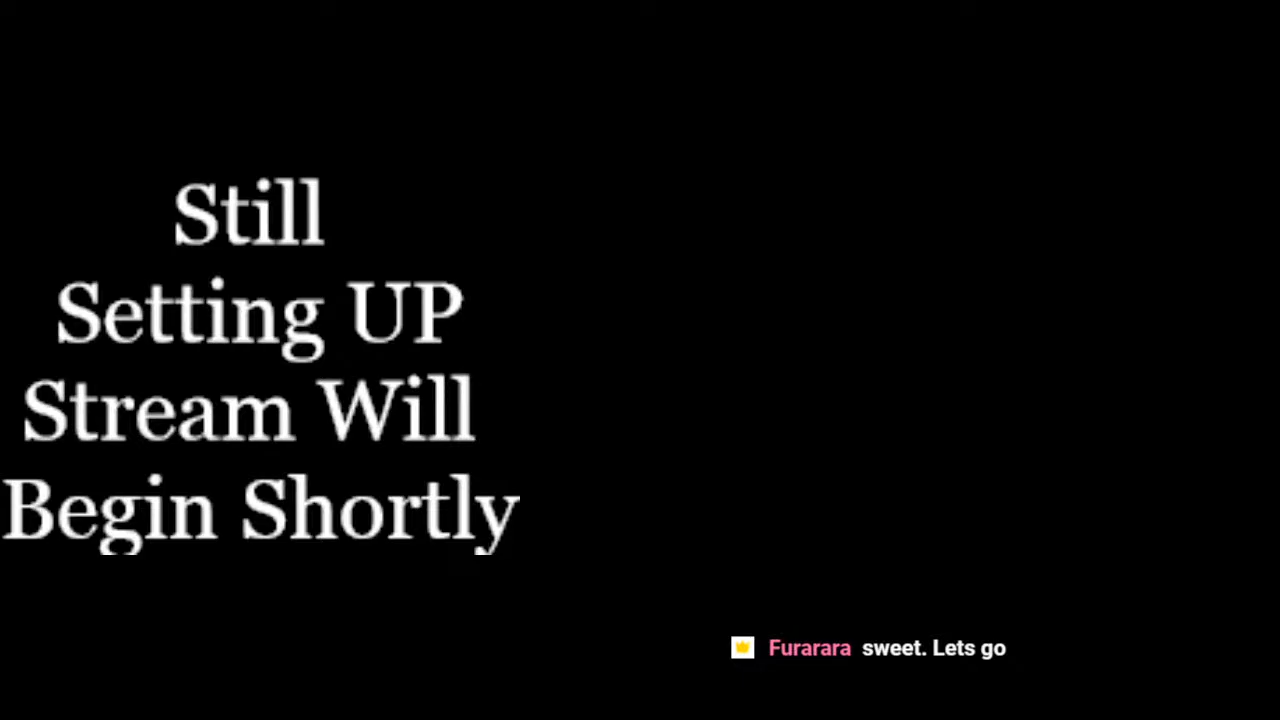 Still
Setting UP
Stream Will
Begin Shortly
Furarara sweet. Lets go